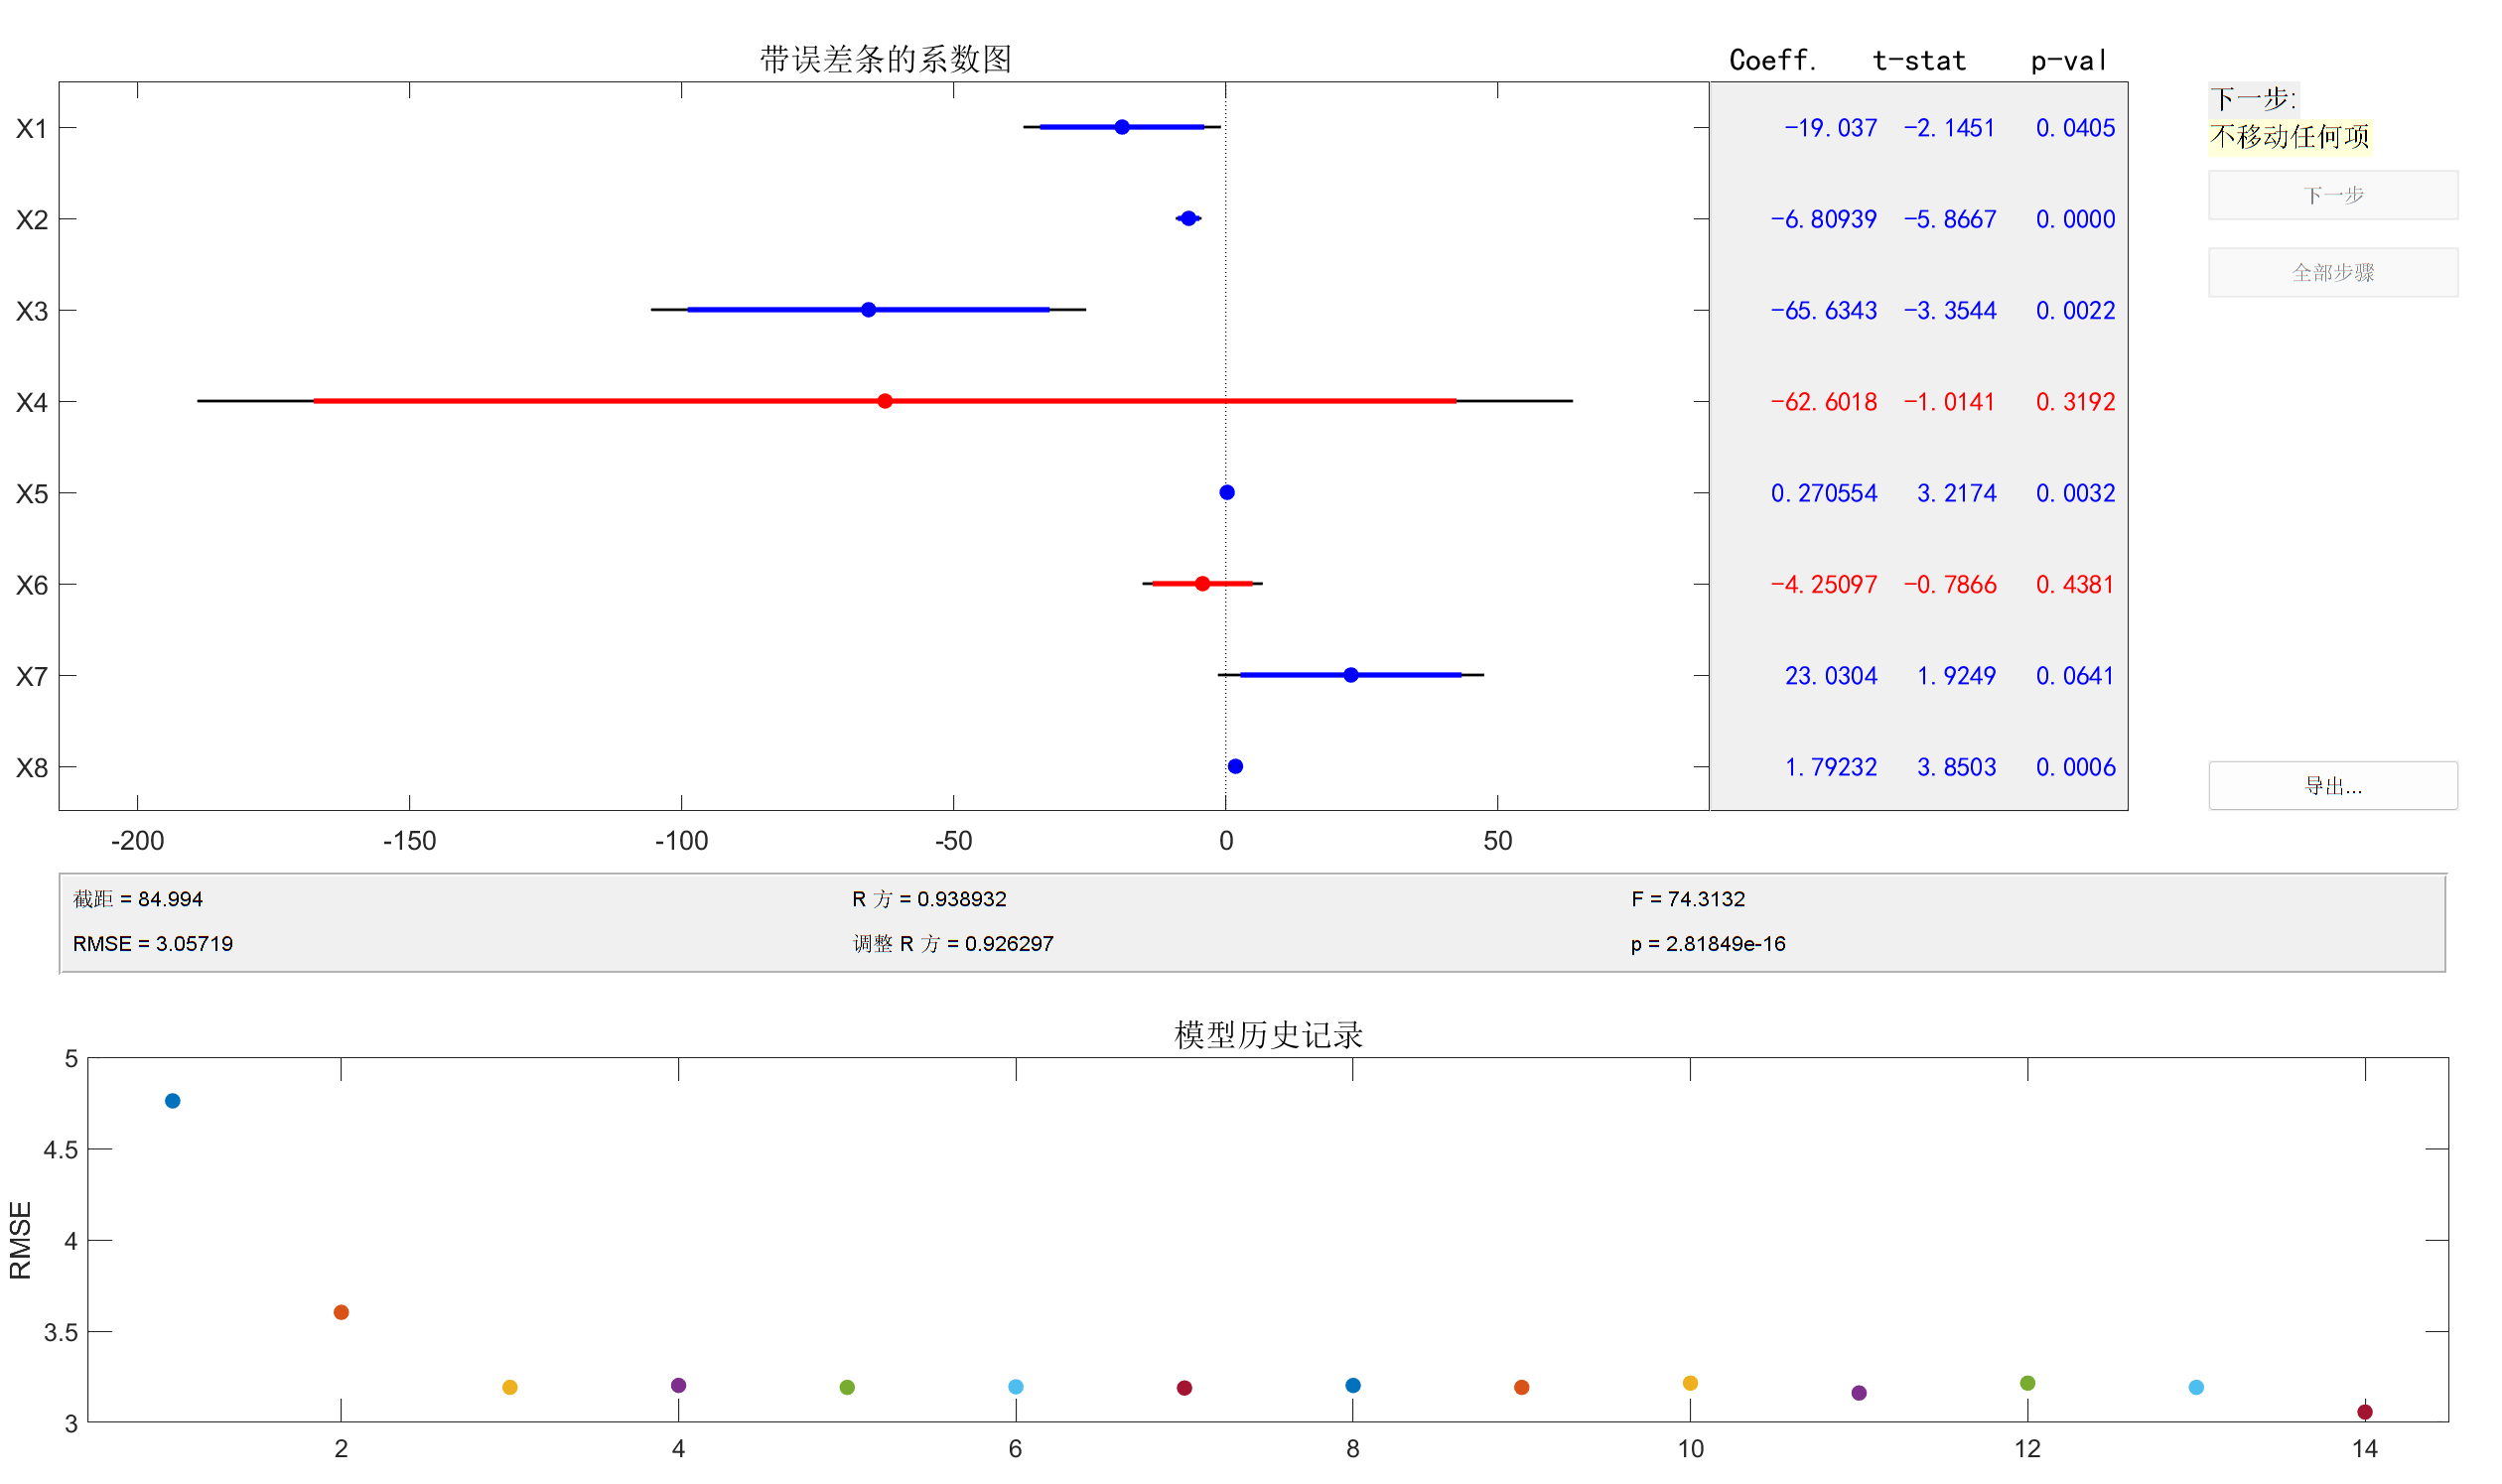 带误差条的系数图
Coeff. t-stat p-val
X1 -19.037 -2.1451 0.0405
X2 -6.80939 -5.8667 0.0000
X3 -65.6343 -3.3544 0.0022
X4 -62.6018 -1.0141 0.3192
X5 0.270554 3.2174 0.0032
X6 -4.25097 -0.7866 0.4381
X7 23.0304 1.9249 0.0641
X8 1.79232 3.8503 0.0006
-200 -150 -100 -50 0 50
下一步:
不移动任何项
下一步
全部步骤
导出...
截距 = 84.994 R 方 = 0.938932 F = 74.3132
RMSE = 3.05719 调整 R 方 = 0.926297 p = 2.81849e-16
模型历史记录
RMSE
5
4.5
4
3.5
3
2 4 6 8 10 12 14